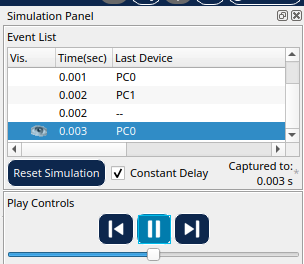 Simulation Panel
Event List
Vis. Time(sec) Last Device
0.001 PC0
0.002 PC1
0.002 --
0.003 PC0
Reset Simulation Constant Delay Captured to:
0.003 s
Play Controls